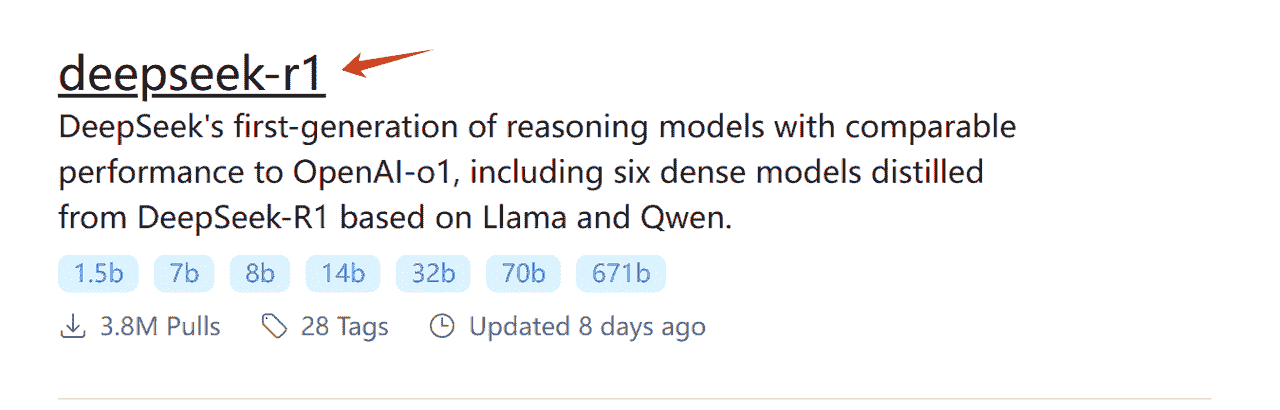 deepseek-r1
DeepSeek's first-generation of reasoning models with comparable
performance to OpenAI-o1, including six dense models distilled
from DeepSeek-R1 based on Llama and Qwen.
1.5b 7b 8b 14b 32b 70b 671b
3.8M Pulls 28 Tags Updated 8 days ago